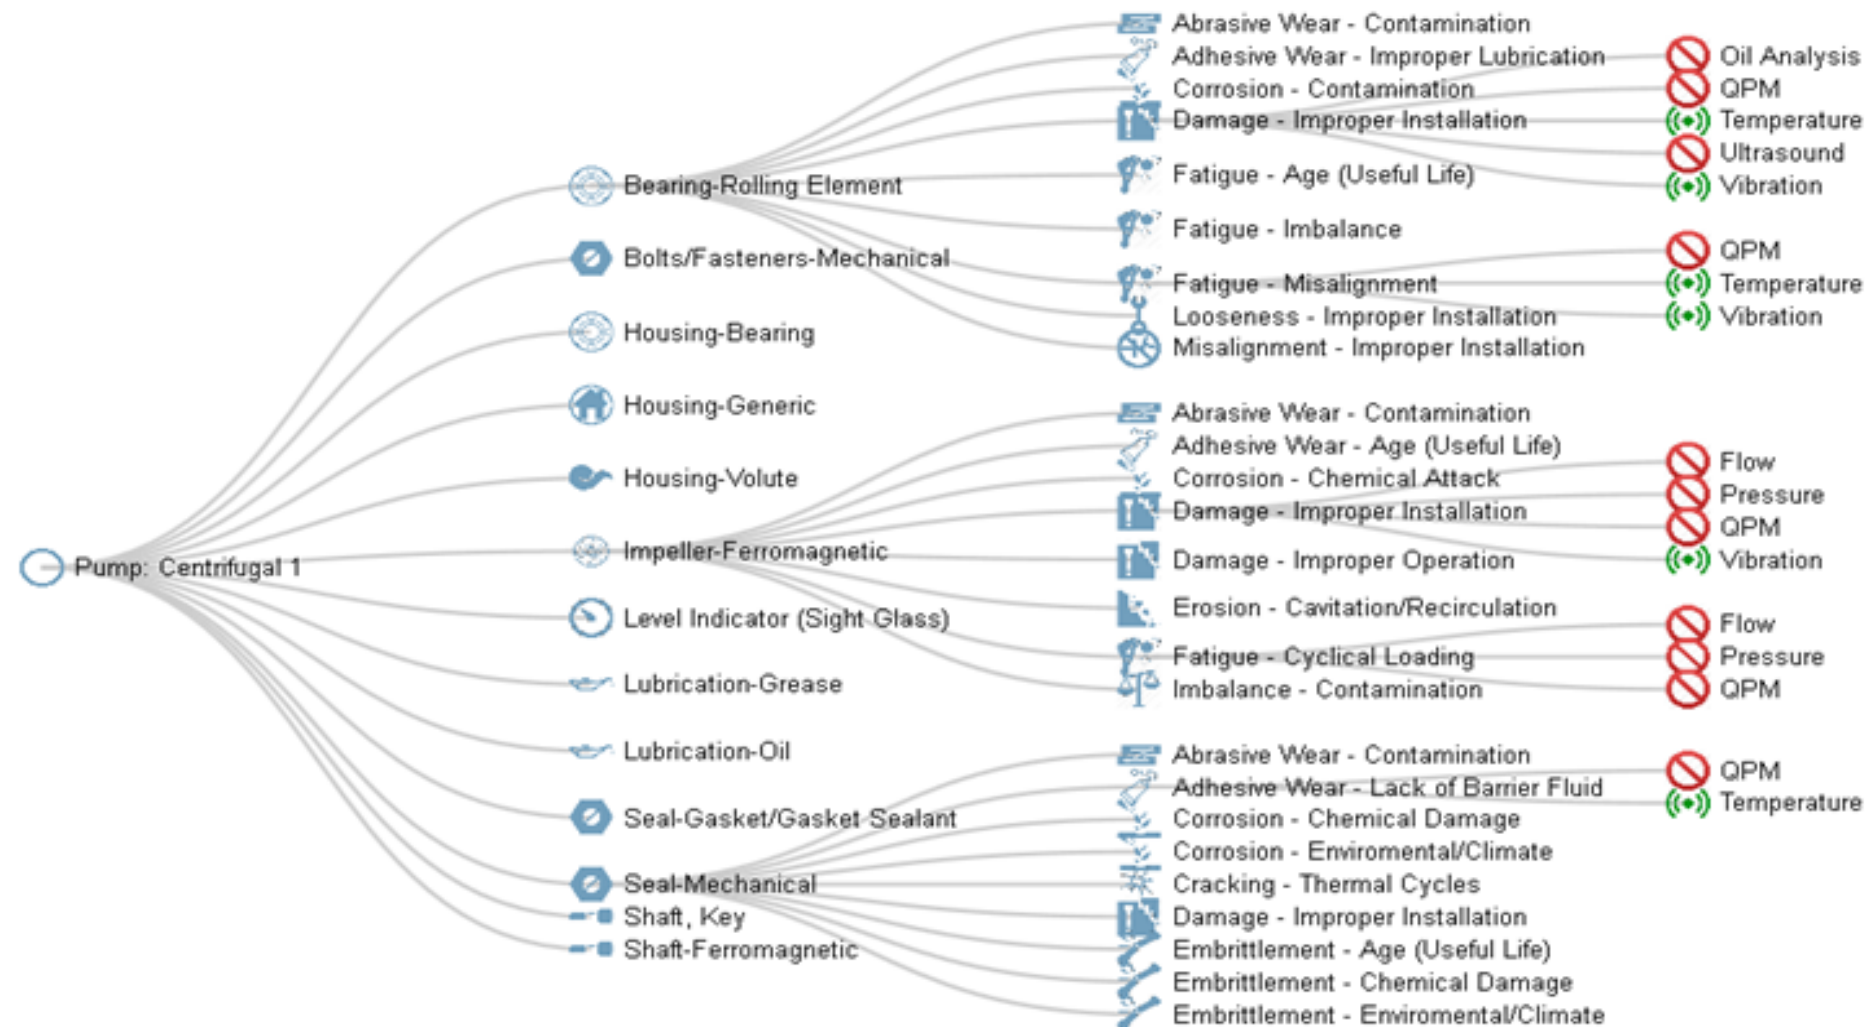 Pump: Centrifugal 1
Bearing-Rolling Element
Bolts/Fasteners-Mechanical
Housing-Bearing
Housing-Generic
Housing-Volute
Impeller-Ferromagnetic
Level Indicator (Sight Glass)
Lubrication-Grease
Lubrication-Oil
Seal-Gasket/Gasket Sealant
Seal-Mechanical
Shaft, Key
Shaft-Ferromagnetic
Abrasive Wear - Contamination
Adhesive Wear - Improper Lubrication
Corrosion - Contamination
Damage - Improper Installation
Fatigue - Age (Useful Life)
Fatigue - Imbalance
Fatigue - Misalignment
Looseness - Improper Installation
Misalignment - Improper Installation
Abrasive Wear - Contamination
Adhesive Wear - Age (Useful Life)
Corrosion - Chemical Attack
Damage - Improper Installation
Damage - Improper Operation
Erosion - Cavitation/Recirculation
Fatigue - Cyclical Loading
Imbalance - Contamination
Abrasive Wear - Contamination
Adhesive Wear - Lack of Barrier Fluid
Corrosion - Chemical Damage
Corrosion - Enviromental/Climate
Cracking - Thermal Cycles
Damage - Improper Installation
Embrittlement - Age (Useful Life)
Embrittlement - Chemical Damage
Embrittlement - Enviromental/Climate
Oil Analysis
QPM
Temperature
Ultrasound
Vibration
QPM
Temperature
Vibration
Flow
Pressure
QPM
Vibration
Flow
Pressure
QPM
QPM
Temperature